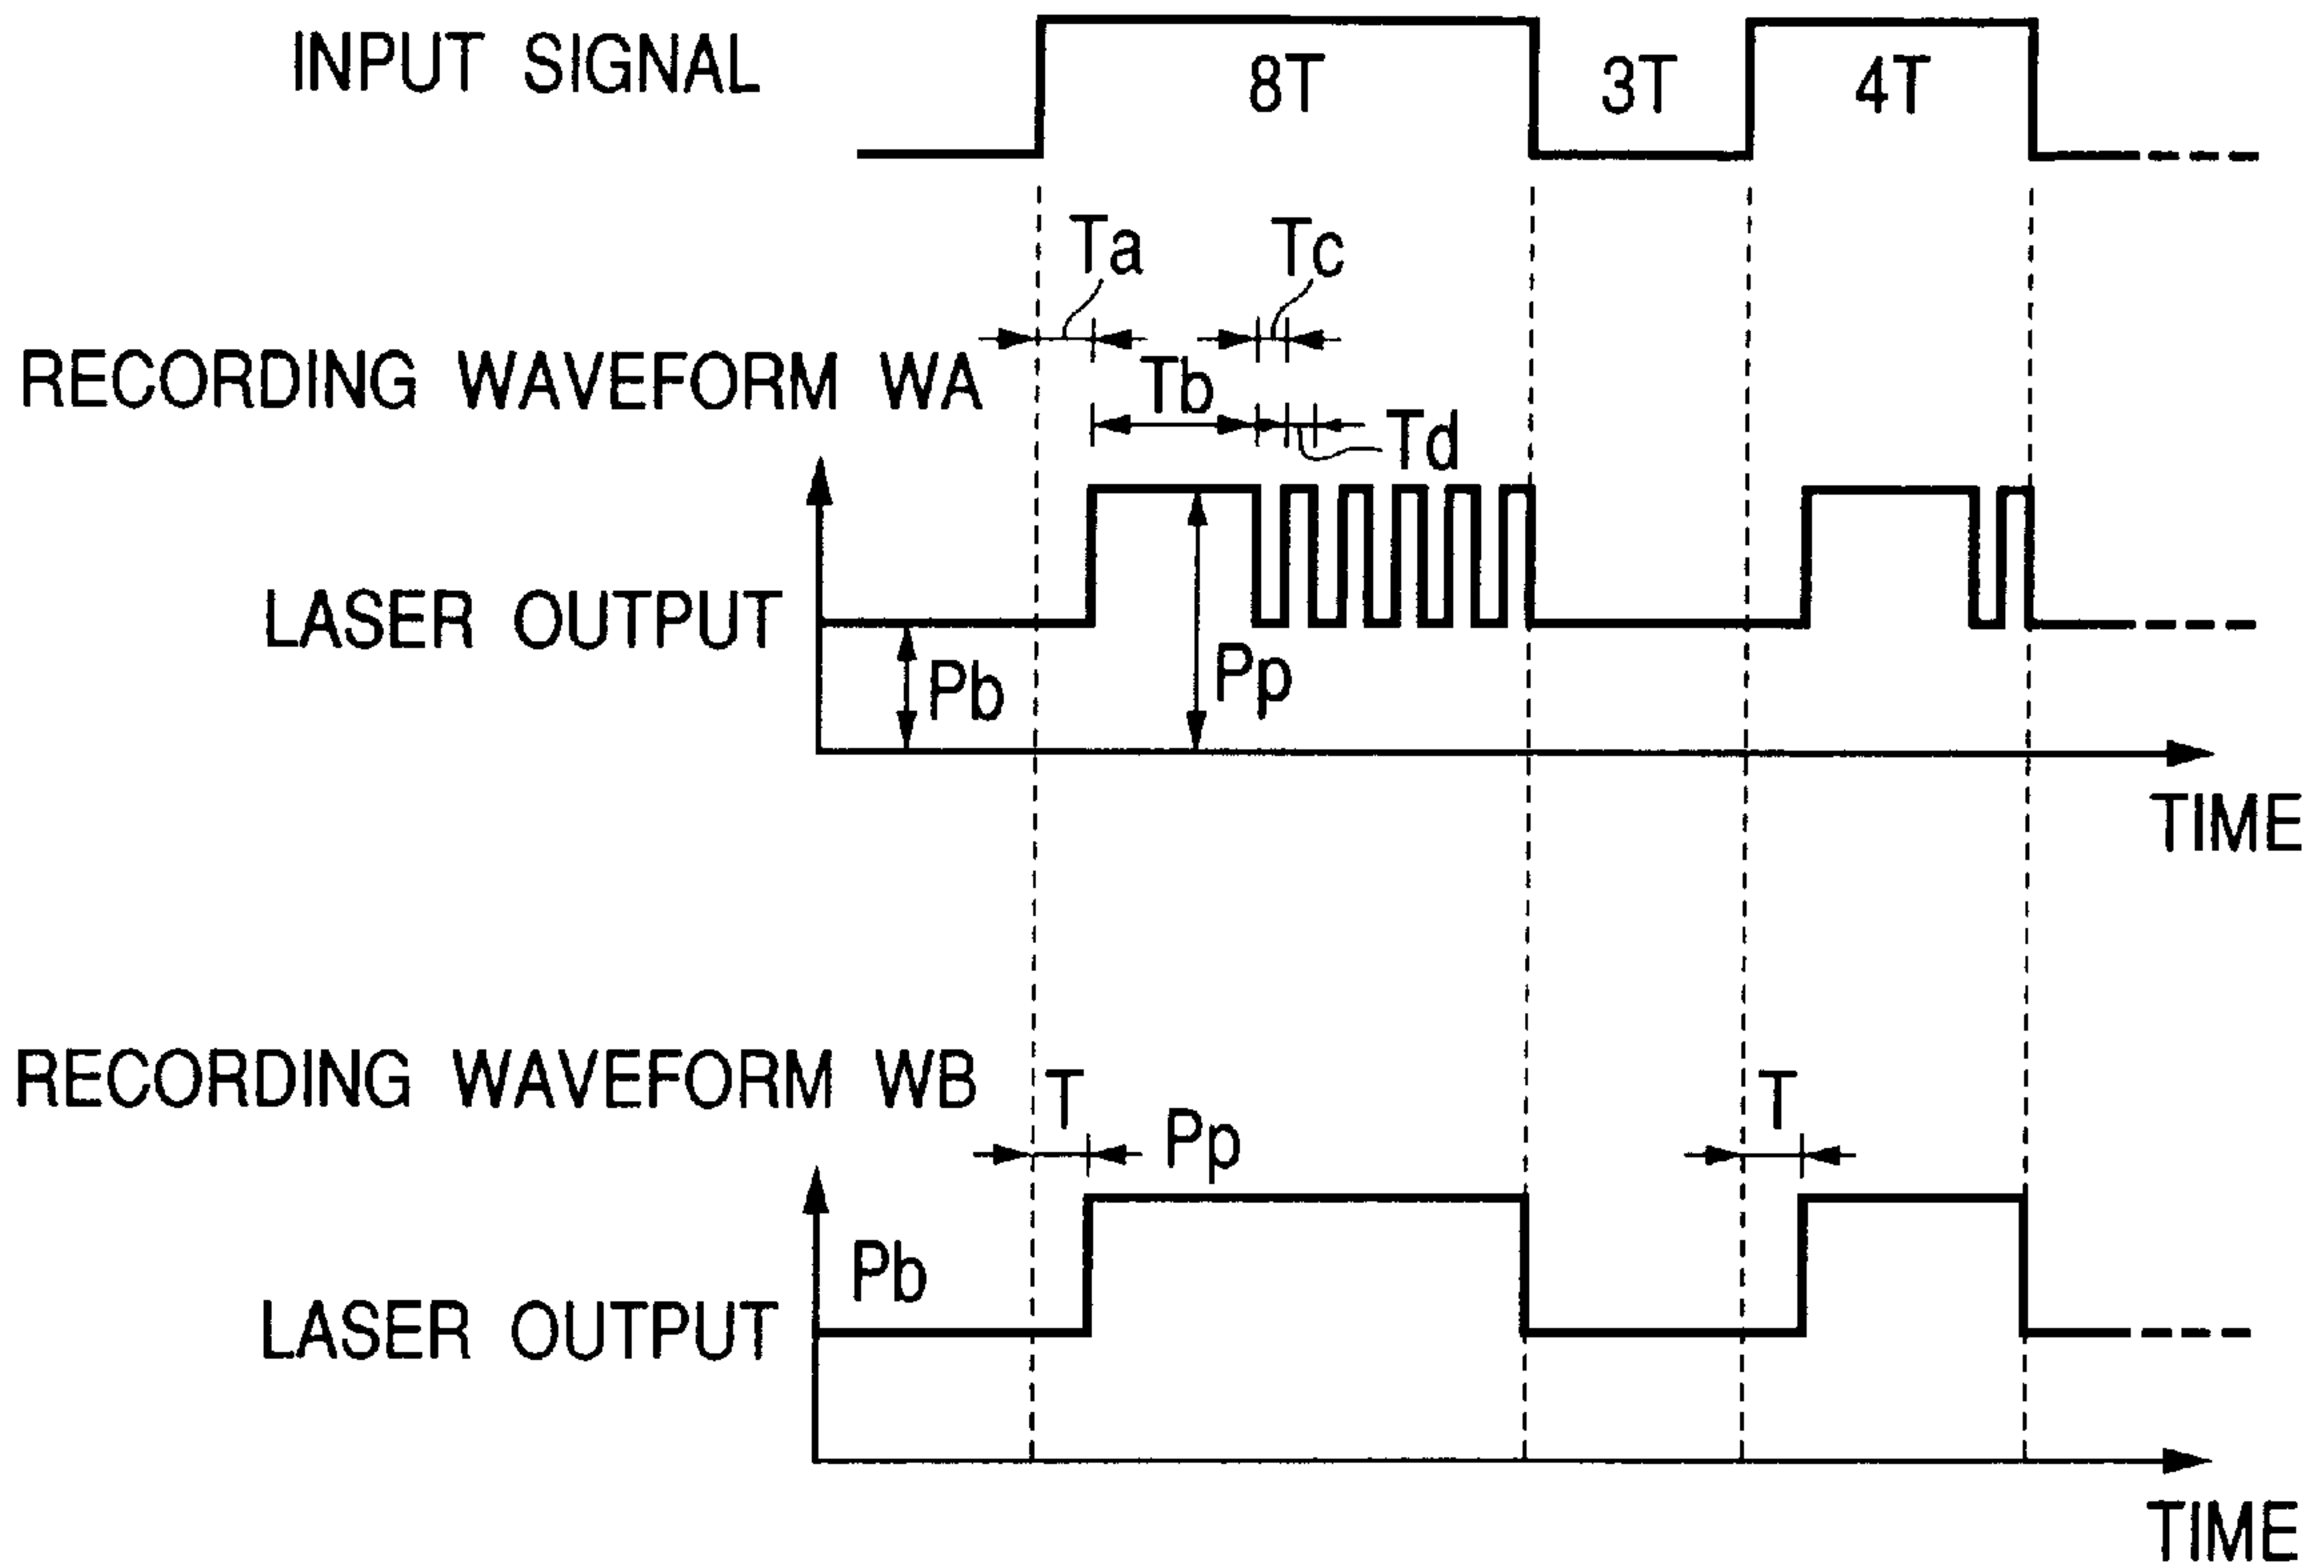 INPUT SIGNAL
8T
3T
4T
Ta
Tc
RECORDING WAVEFORM WA
Tb
Td
LASER OUTPUT
Pb
Pp
TIME
RECORDING WAVEFORM WB
T
Pp
T
Pb
LASER OUTPUT
TIME